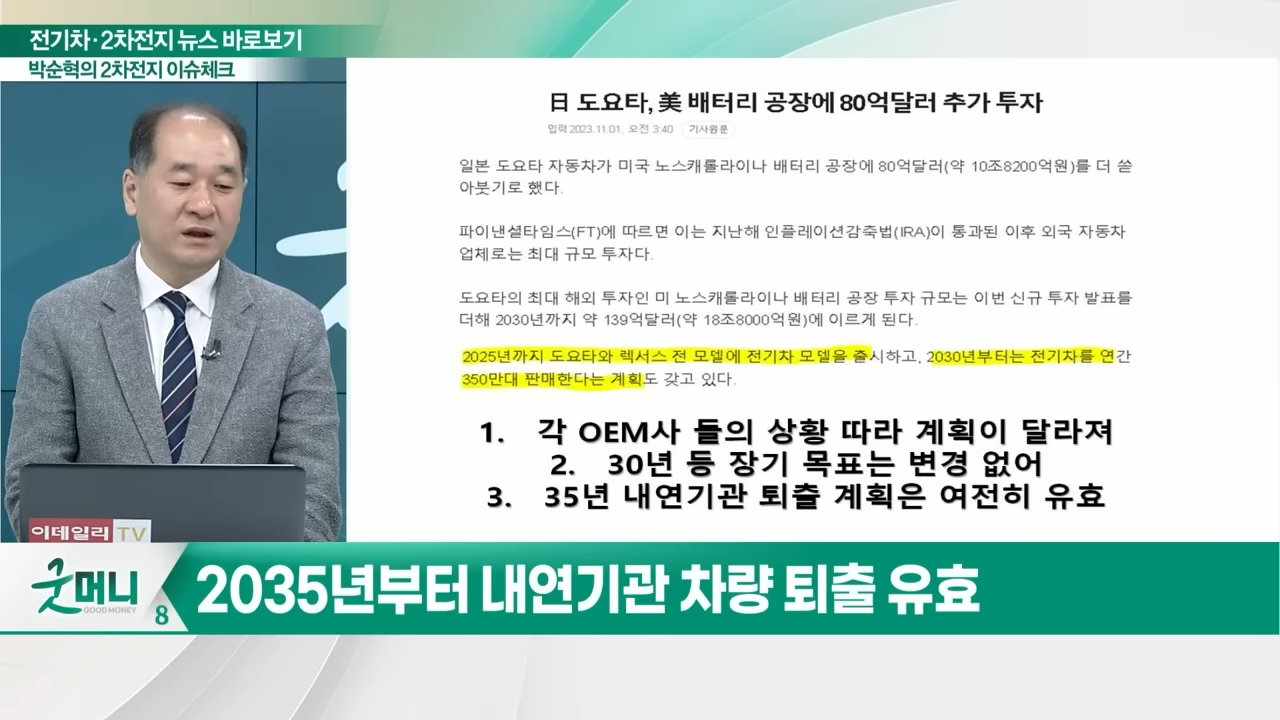 전기차·2차전지 뉴스 바로보기
박순혁의 2차전지 이슈체크
日 도요타, 美 배터리 공장에 80억달러 추가 투자
입력 2023.11.01. 오전 3:40 기사원문
일본 도요타 자동차가 미국 노스캐롤라이나 배터리 공장에 80억달러(약 10조8200억원)를 더 쏟
아붓기로 했다.
파이낸셜타임스(FT)에 따르면 이는 지난해 인플레이션감축법(IRA)이 통과된 이후 외국 자동차
업체로는 최대 규모 투자다.
도요타의 최대 해외 투자인 미 노스캐롤라이나 배터리 공장 투자 규모는 이번 신규 투자 발표를
더해 2030년까지 약 139억달러(약 18조8000억원)에 이르게 된다.
2025년까지 도요타와 렉서스 전 모델에 전기차 모델을 출시하고, 2030년부터는 전기차를 연간
350만대 판매한다는 계획도 갖고 있다.
1. 각 OEM사 들의 상황 따라 계획이 달라져
2. 30년 등 장기 목표는 변경 없어
3. 35년 내연기관 퇴출 계획은 여전히 유효
이데일리 TV
굿머니
GOOD MONEY
8
2035년부터 내연기관 차량 퇴출 유효